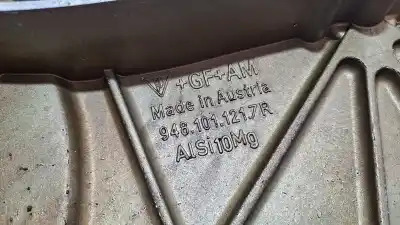 +GF+AM
Made in Austria
946.101.121.7R
AlSi10Mg